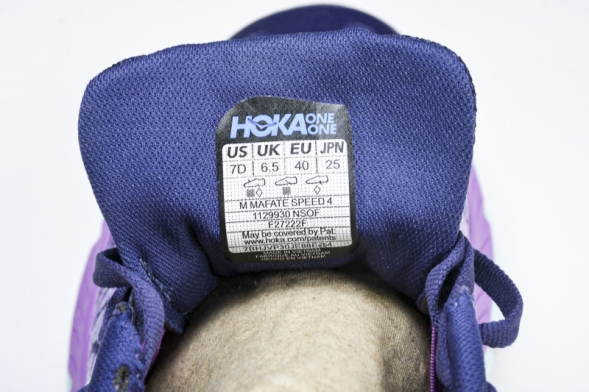 HOKA ONE ONE
US UK EU JPN
7D 6.5 40 25
M MAFATE SPEED 4
1129930 NSOF
F27222F
May be covered by Pat.
www.hoka.com/patents